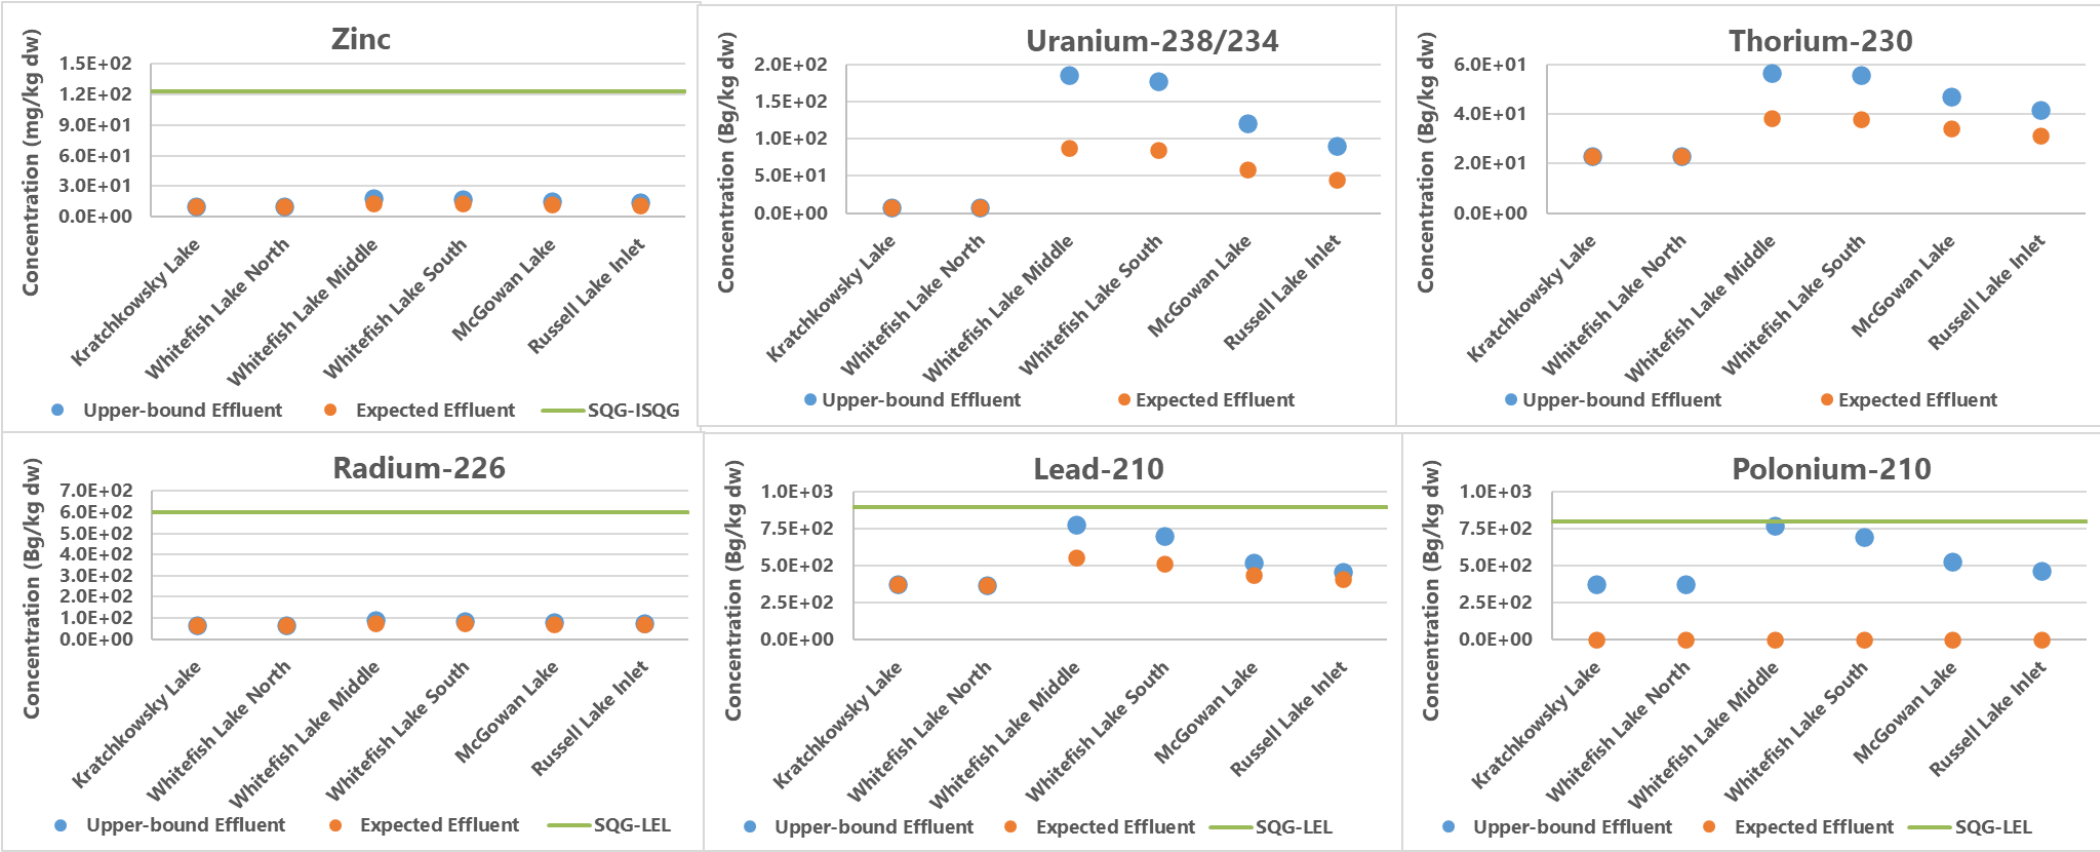 Zinc
Concentration (mg/kg dw)
1.5E+02
1.2E+02
9.0E+01
6.0E+01
3.0E+01
0.0E+00
Kratchkowsky Lake
Whitefish Lake North
Whitefish Lake Middle
Whitefish Lake South
McGowan Lake
Russell Lake Inlet
Upper-bound Effluent
Expected Effluent
SQG-ISQG
Uranium-238/234
Concentration (Bg/kg dw)
2.0E+02
1.5E+02
1.0E+02
5.0E+01
0.0E+00
Kratchkowsky Lake
Whitefish Lake North
Whitefish Lake Middle
Whitefish Lake South
McGowan Lake
Russell Lake Inlet
Upper-bound Effluent
Expected Effluent
Thorium-230
Concentration (Bg/kg dw)
6.0E+01
4.0E+01
2.0E+01
0.0E+00
Kratchkowsky Lake
Whitefish Lake North
Whitefish Lake Middle
Whitefish Lake South
McGowan Lake
Russell Lake Inlet
Upper-bound Effluent
Expected Effluent
Radium-226
Concentration (Bg/kg dw)
7.0E+02
6.0E+02
5.0E+02
4.0E+02
3.0E+02
2.0E+02
1.0E+02
0.0E+00
Kratchkowsky Lake
Whitefish Lake North
Whitefish Lake Middle
Whitefish Lake South
McGowan Lake
Russell Lake Inlet
Upper-bound Effluent
Expected Effluent
SQG-LEL
Lead-210
Concentration (Bg/kg dw)
1.0E+03
7.5E+02
5.0E+02
2.5E+02
0.0E+00
Kratchkowsky Lake
Whitefish Lake North
Whitefish Lake Middle
Whitefish Lake South
McGowan Lake
Russell Lake Inlet
Upper-bound Effluent
Expected Effluent
SQG-LEL
Polonium-210
Concentration (Bg/kg dw)
1.0E+03
7.5E+02
5.0E+02
2.5E+02
0.0E+00
Kratchkowsky Lake
Whitefish Lake North
Whitefish Lake Middle
Whitefish Lake South
McGowan Lake
Russell Lake Inlet
Upper-bound Effluent
Expected Effluent
SQG-LEL